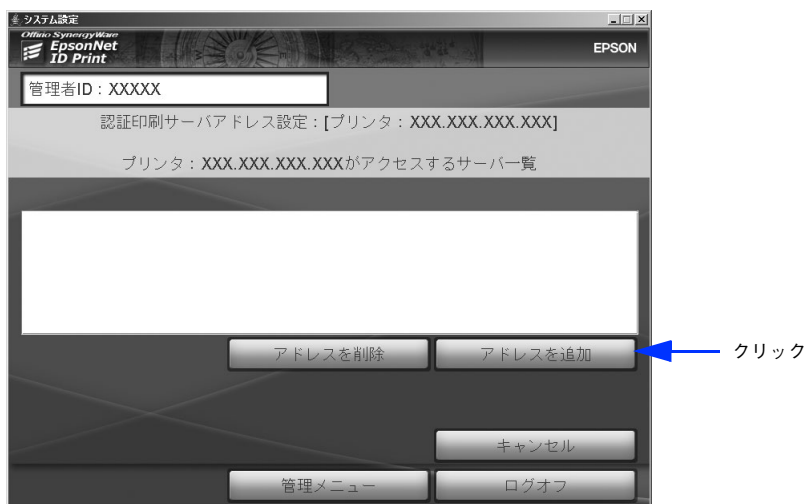 システム設定
Offirio SynergyWare
EpsonNet
ID Print
EPSON
管理者ID：XXXXX
認証印刷サーバアドレス設定：[プリンタ：XXX.XXX.XXX.XXX]
プリンタ：XXX.XXX.XXX.XXXがアクセスするサーバ一覧
アドレスを削除
アドレスを追加
クリック
キャンセル
管理メニュー
ログオフ